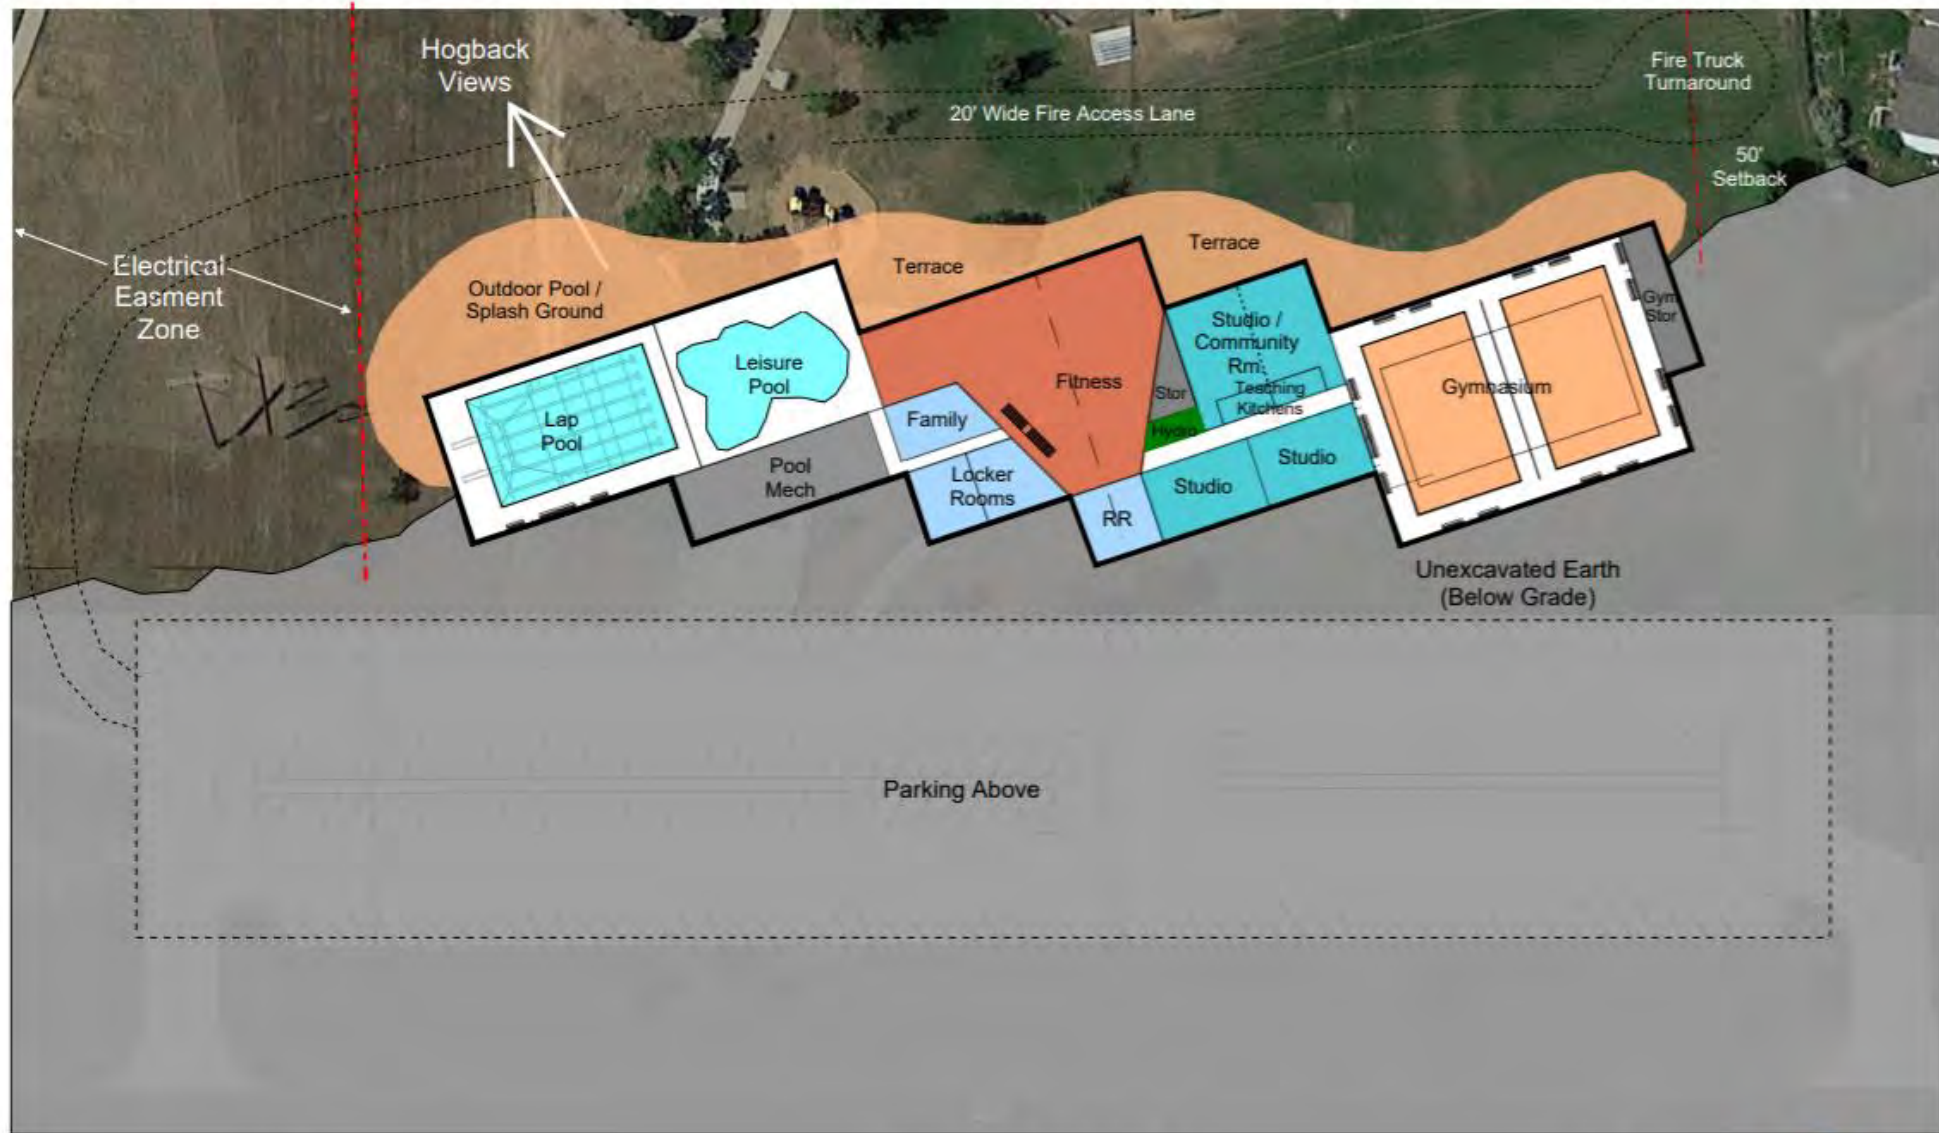 Hogback
Views
Fire Truck
Turnaround
20' Wide Fire Access Lane
50'
Setback
Electrical
Easment
Zone
Outdoor Pool /
Splash Ground
Terrace
Terrace
Lap
Pool
Leisure
Pool
Pool
Mech
Family
Locker
Rooms
Fitness
RR
Stor
Hydro
Studio /
Community
Rm
Teaching
Kitchens
Studio
Studio
Gymnasium
Gym
Stor
Unexcavated Earth
(Below Grade)
Parking Above